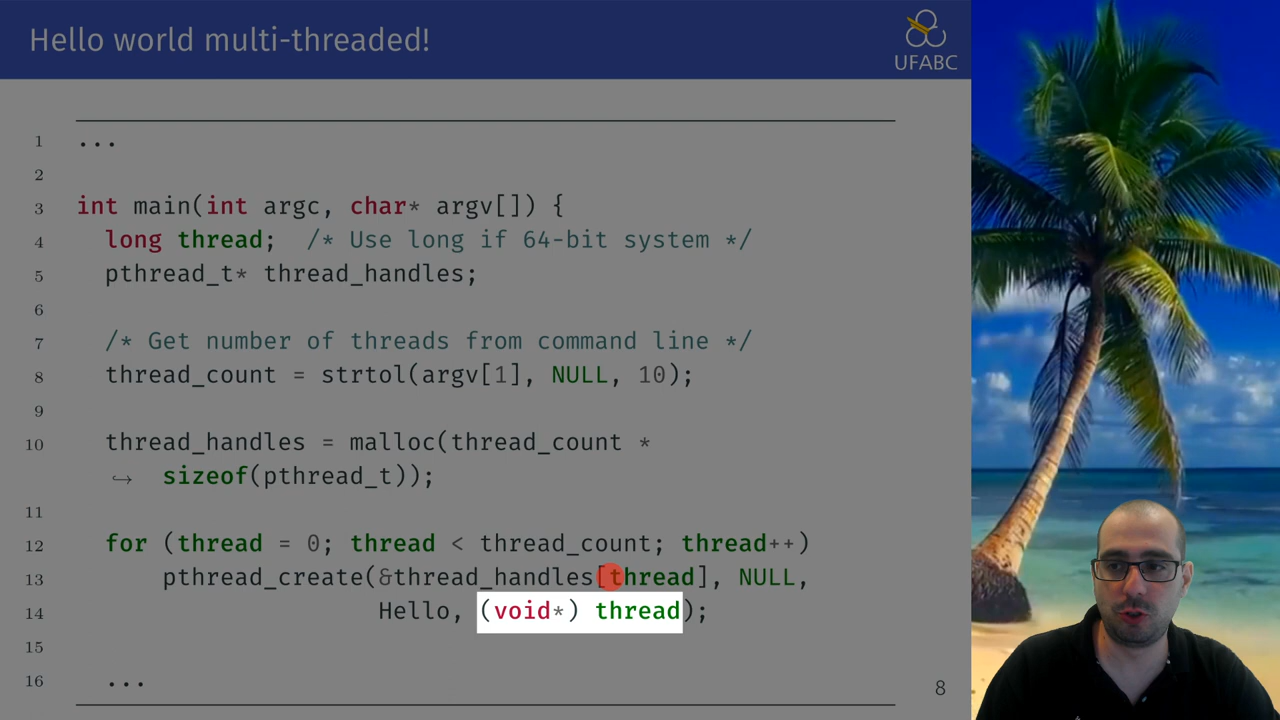 Hello world multi-threaded!
UFABC
1 ...
2
3 int main(int argc, char* argv[]) {
4 long thread; /* Use long if 64-bit system */
5 pthread_t* thread_handles;
6
7 /* Get number of threads from command line */
8 thread_count = strtol(argv[1], NULL, 10);
9
10 thread_handles = malloc(thread_count *
↪ sizeof(pthread_t));
11
12 for (thread = 0; thread < thread_count; thread++)
13 pthread_create(&thread_handles[thread], NULL,
14 Hello, (void*) thread);
15
16 ...
8